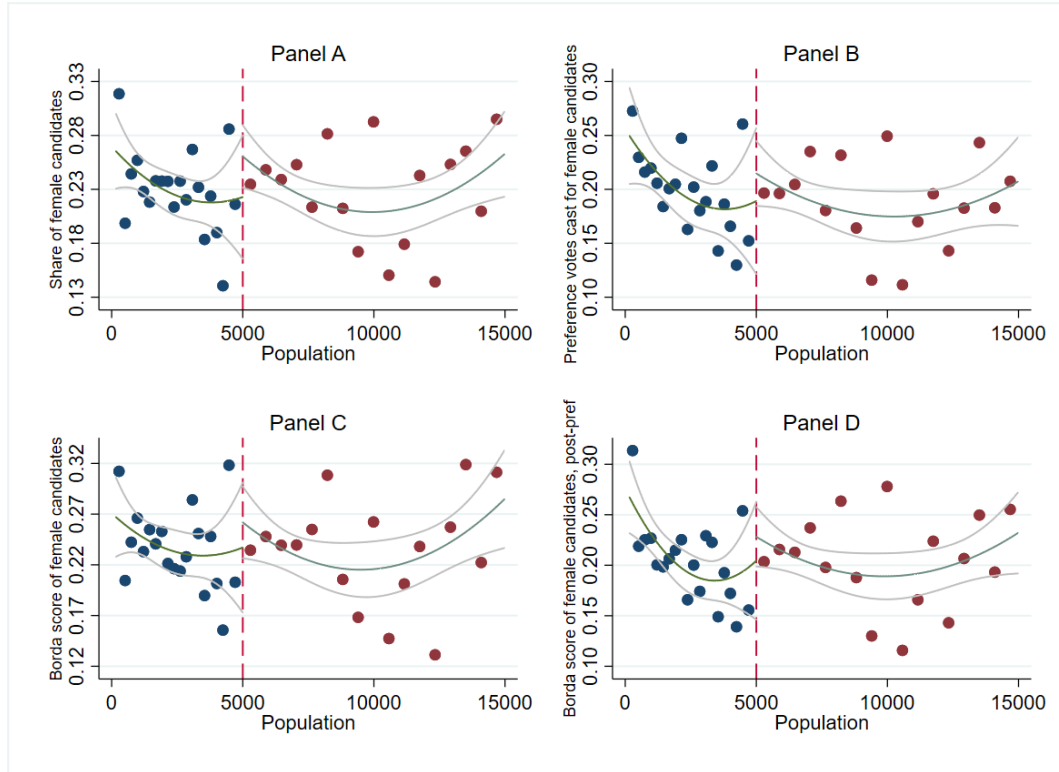 Panel A
Share of female candidates
0.33
0.28
0.23
0.18
0.13
0 5000 10000 15000
Population
Panel B
Preference votes cast for female candidates
0.30
0.25
0.20
0.15
0.10
0 5000 10000 15000
Population
Panel C
Borda score of female candidates
0.32
0.27
0.22
0.17
0.12
0 5000 10000 15000
Population
Panel D
Borda score of female candidates, post-pref
0.30
0.25
0.20
0.15
0.10
0 5000 10000 15000
Population